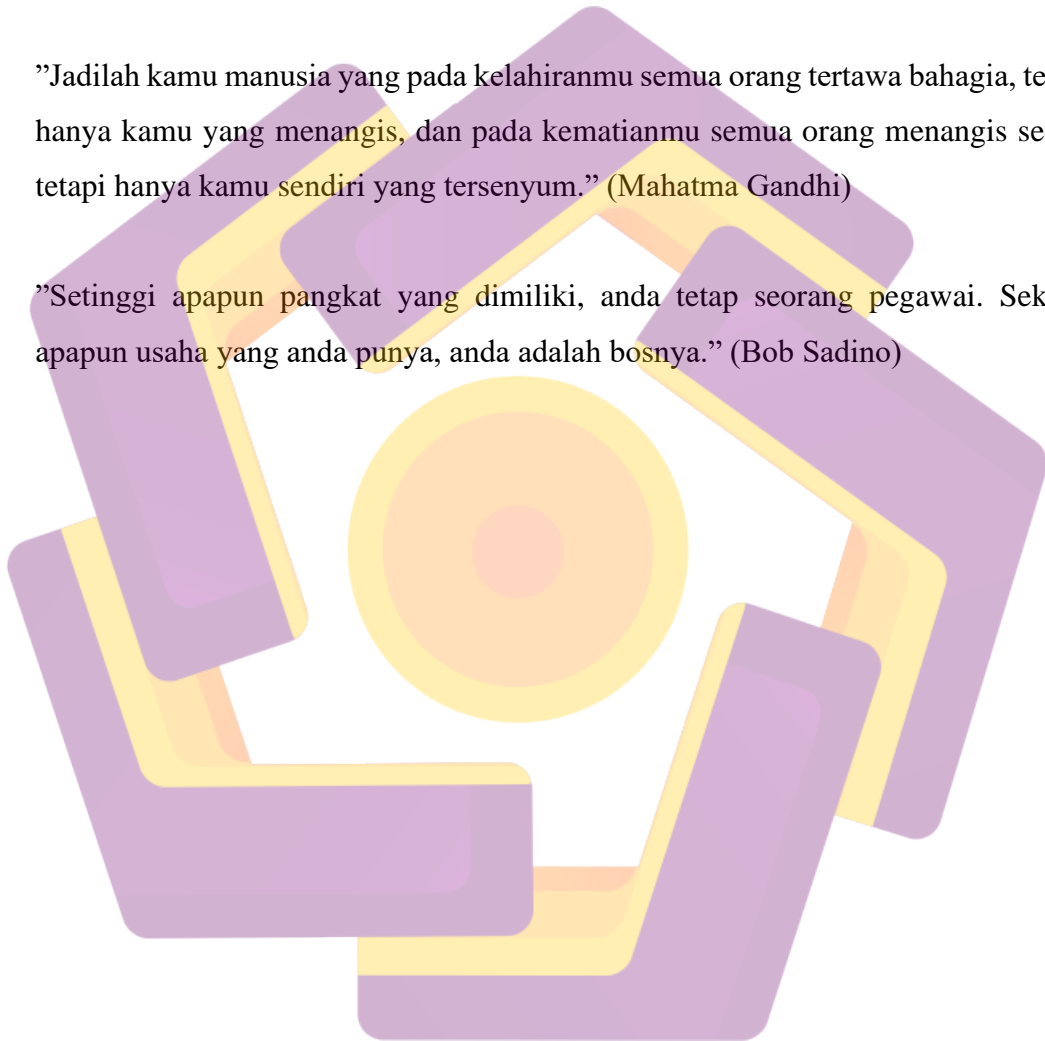 ”Jadilah kamu manusia yang pada kelahiranmu semua orang tertawa bahagia, te
hanya kamu yang menangis, dan pada kematianmu semua orang menangis se
tetapi hanya kamu sendiri yang tersenyum.” (Mahatma Gandhi)
”Setinggi apapun pangkat yang dimiliki, anda tetap seorang pegawai. Sek
apapun usaha yang anda punya, anda adalah bosnya.” (Bob Sadino)